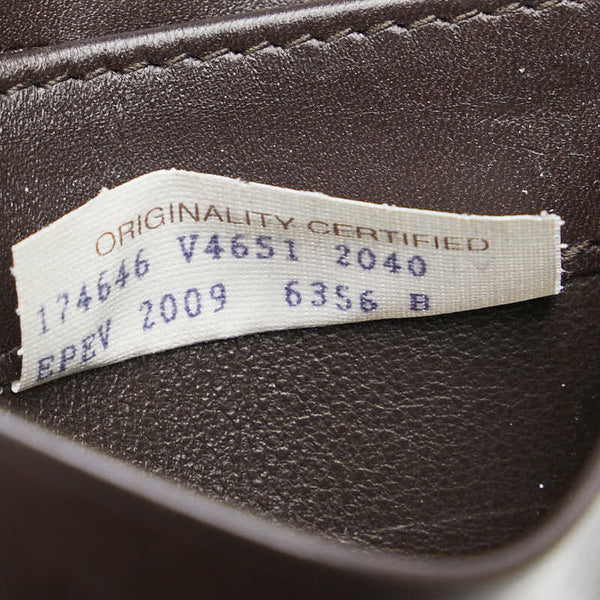 ORIGINALITY CERTIFIED
174646 V4651 2040
EPEV 2009 6356 B